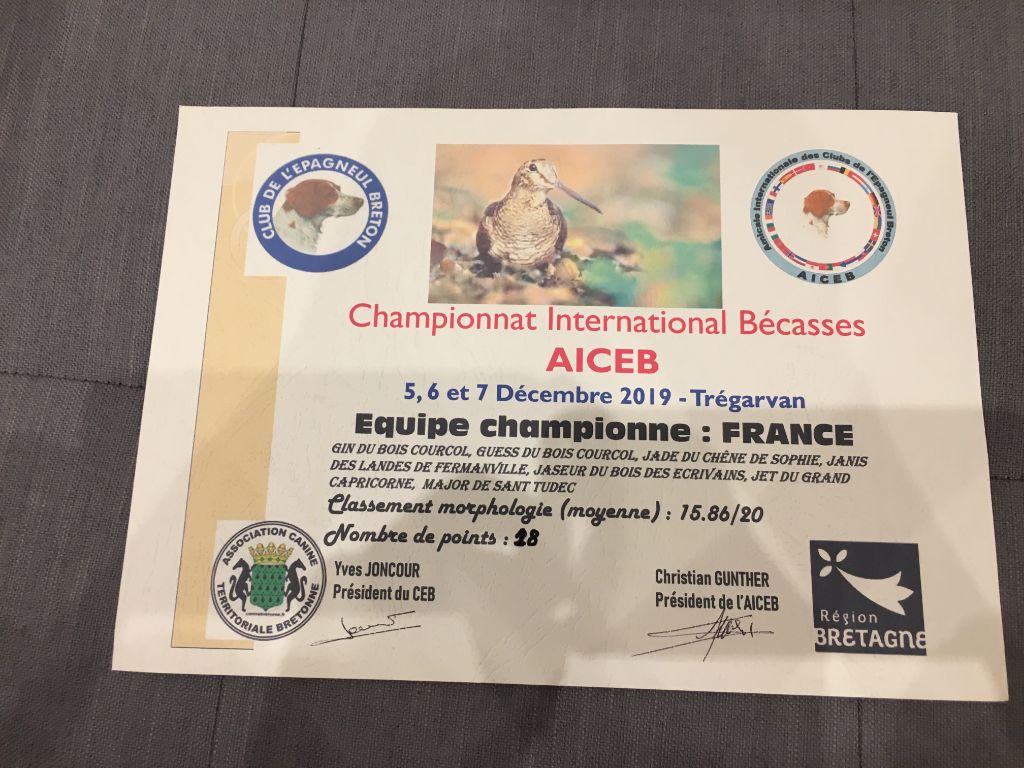 CLUB DE L'EPAGNEUL BRETON
Amicale Internationale des Clubs de l'Epagneul Breton
AICEB
Championnat International Bécasses
AICEB
5, 6 et 7 Décembre 2019 - Trégarvan
Equipe championne : FRANCE
GIN DU BOIS COURCOL, GUESS DU BOIS COURCOL, JADE DU CHÊNE DE SOPHIE, JANIS
DES LANDES DE FERMANVILLE, JASEUR DU BOIS DES ECRIVAINS, JET DU GRAND
CAPRICORNE, MAJOR DE SANT TUDEC
Classement morphologie (moyenne) : 15.86/20
Nombre de points : 18
ASSOCIATION CANINE
TERRITORIALE BRETONNE
Yves JONCOUR
Président du CEB
Christian GUNTHER
Président de l'AICEB
Région
BRETAGNE